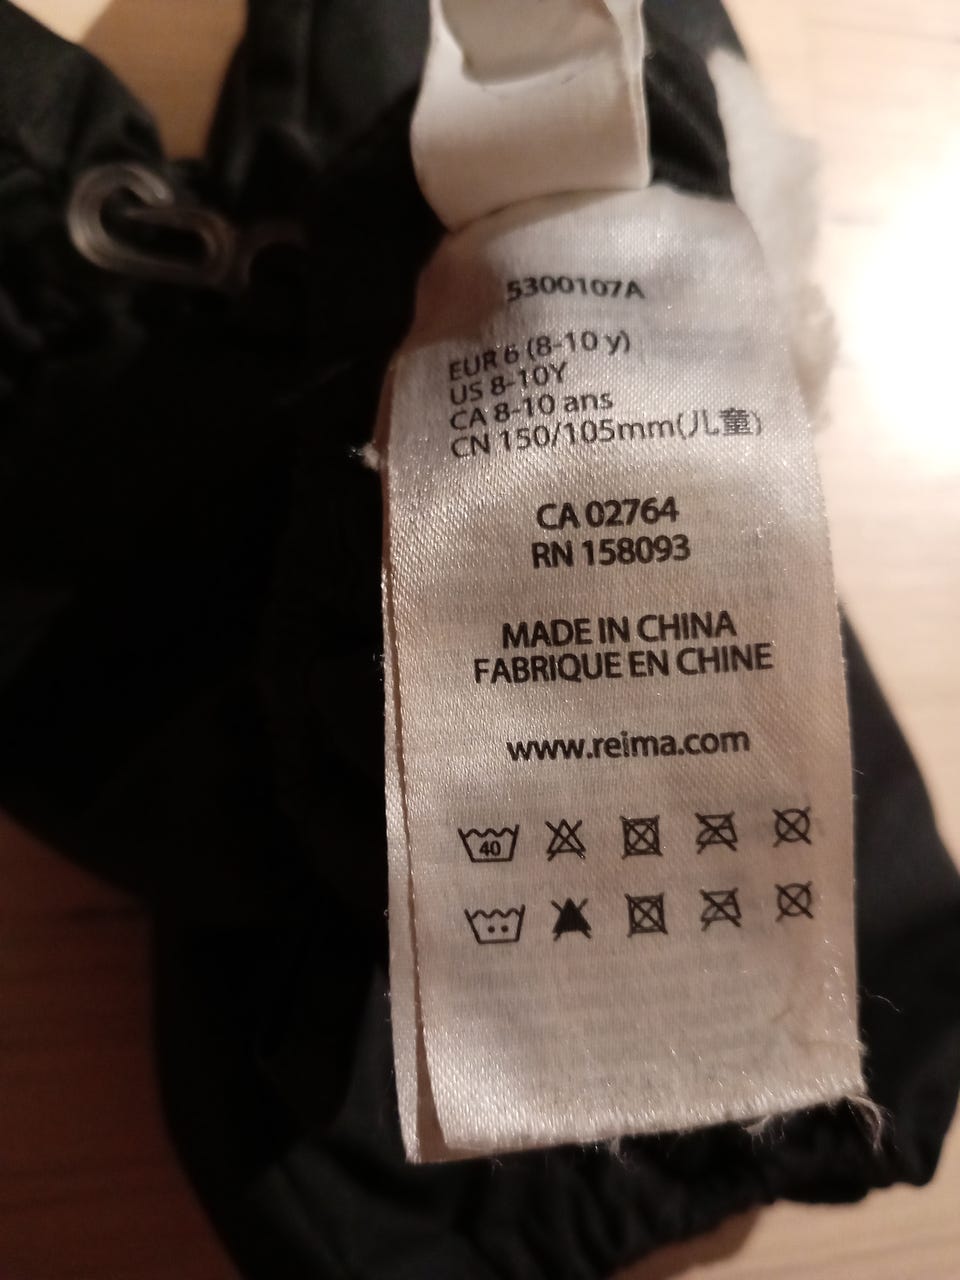 5300107A
EUR 6 (8-10 y)
US 8-10Y
CA 8-10 ans
CN 150/105mm(儿童)
CA 02764
RN 158093
MADE IN CHINA
FABRIQUE EN CHINE
www.reima.com
40